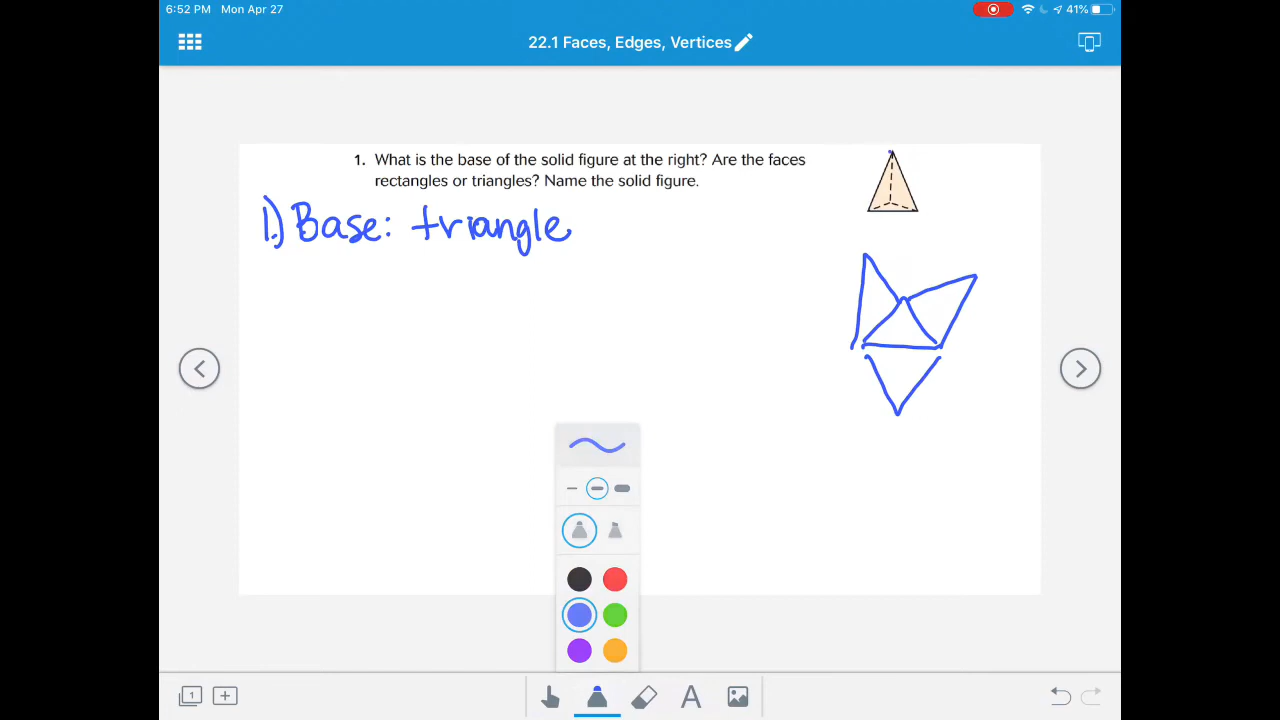 6:52 PM Mon Apr 27
41%
22.1 Faces, Edges, Vertices
1. What is the base of the solid figure at the right? Are the faces
rectangles or triangles? Name the solid figure.
1.) Base: triangle
1
A